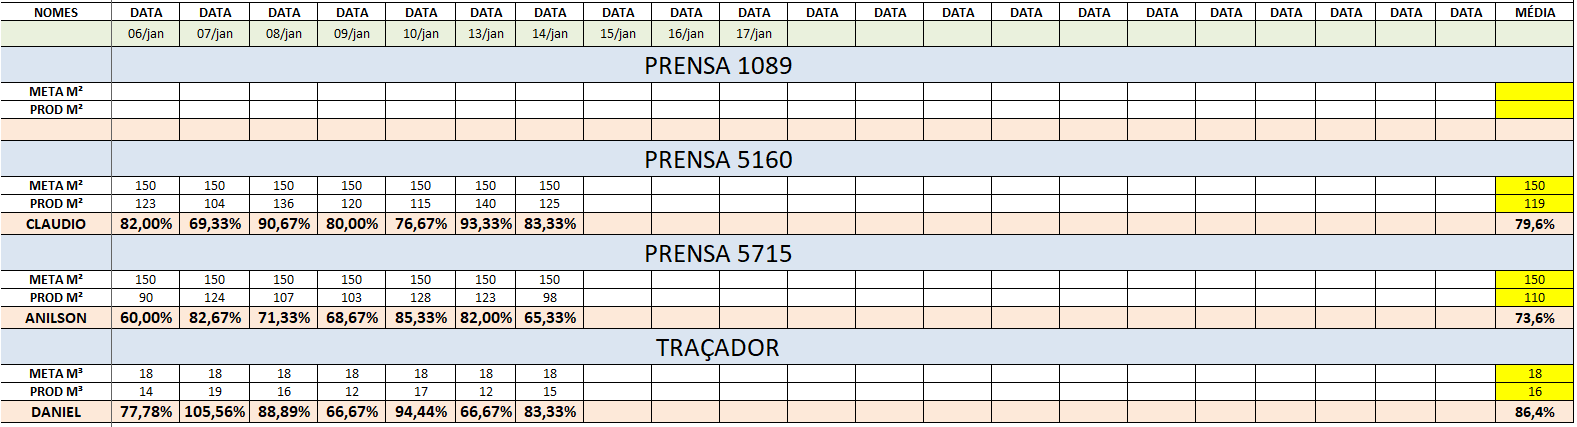 NOMES DATA DATA DATA DATA DATA DATA DATA DATA DATA DATA DATA DATA DATA DATA DATA DATA DATA DATA DATA DATA DATA MÉDIA
06/jan 07/jan 08/jan 09/jan 10/jan 13/jan 14/jan 15/jan 16/jan 17/jan
PRENSA 1089
META M²
PROD M²
PRENSA 5160
META M² 150 150 150 150 150 150 150 150
PROD M² 123 104 136 120 115 140 125 119
CLAUDIO 82,00% 69,33% 90,67% 80,00% 76,67% 93,33% 83,33% 79,6%
PRENSA 5715
META M² 150 150 150 150 150 150 150 150
PROD M² 90 124 107 103 128 123 98 110
ANILSON 60,00% 82,67% 71,33% 68,67% 85,33% 82,00% 65,33% 73,6%
TRAÇADOR
META M³ 18 18 18 18 18 18 18 18
PROD M³ 14 19 16 12 17 12 15 16
DANIEL 77,78% 105,56% 88,89% 66,67% 94,44% 66,67% 83,33% 86,4%